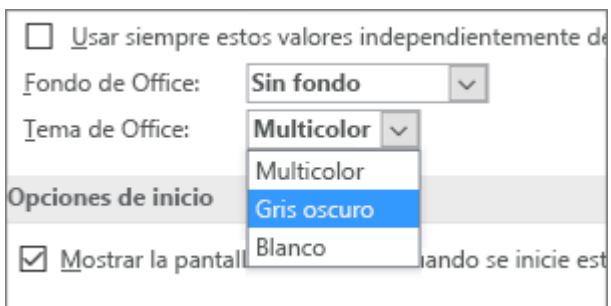 Usar siempre estos valores independientemente de
Fondo de Office: Sin fondo
Tema de Office: Multicolor
Multicolor
Opciones de inicio
Gris oscuro
Blanco
Mostrar la pantall uando se inicie est